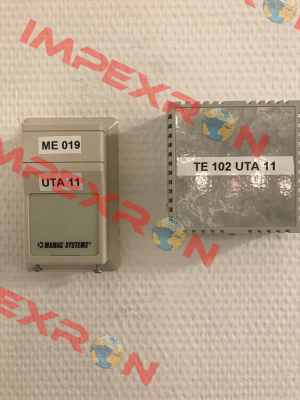 IMPEXRON
ME 019
UTA 11
MAMAC SYSTEMS®
TE 102 UTA 11
IMPEXRON
IMPEXRON